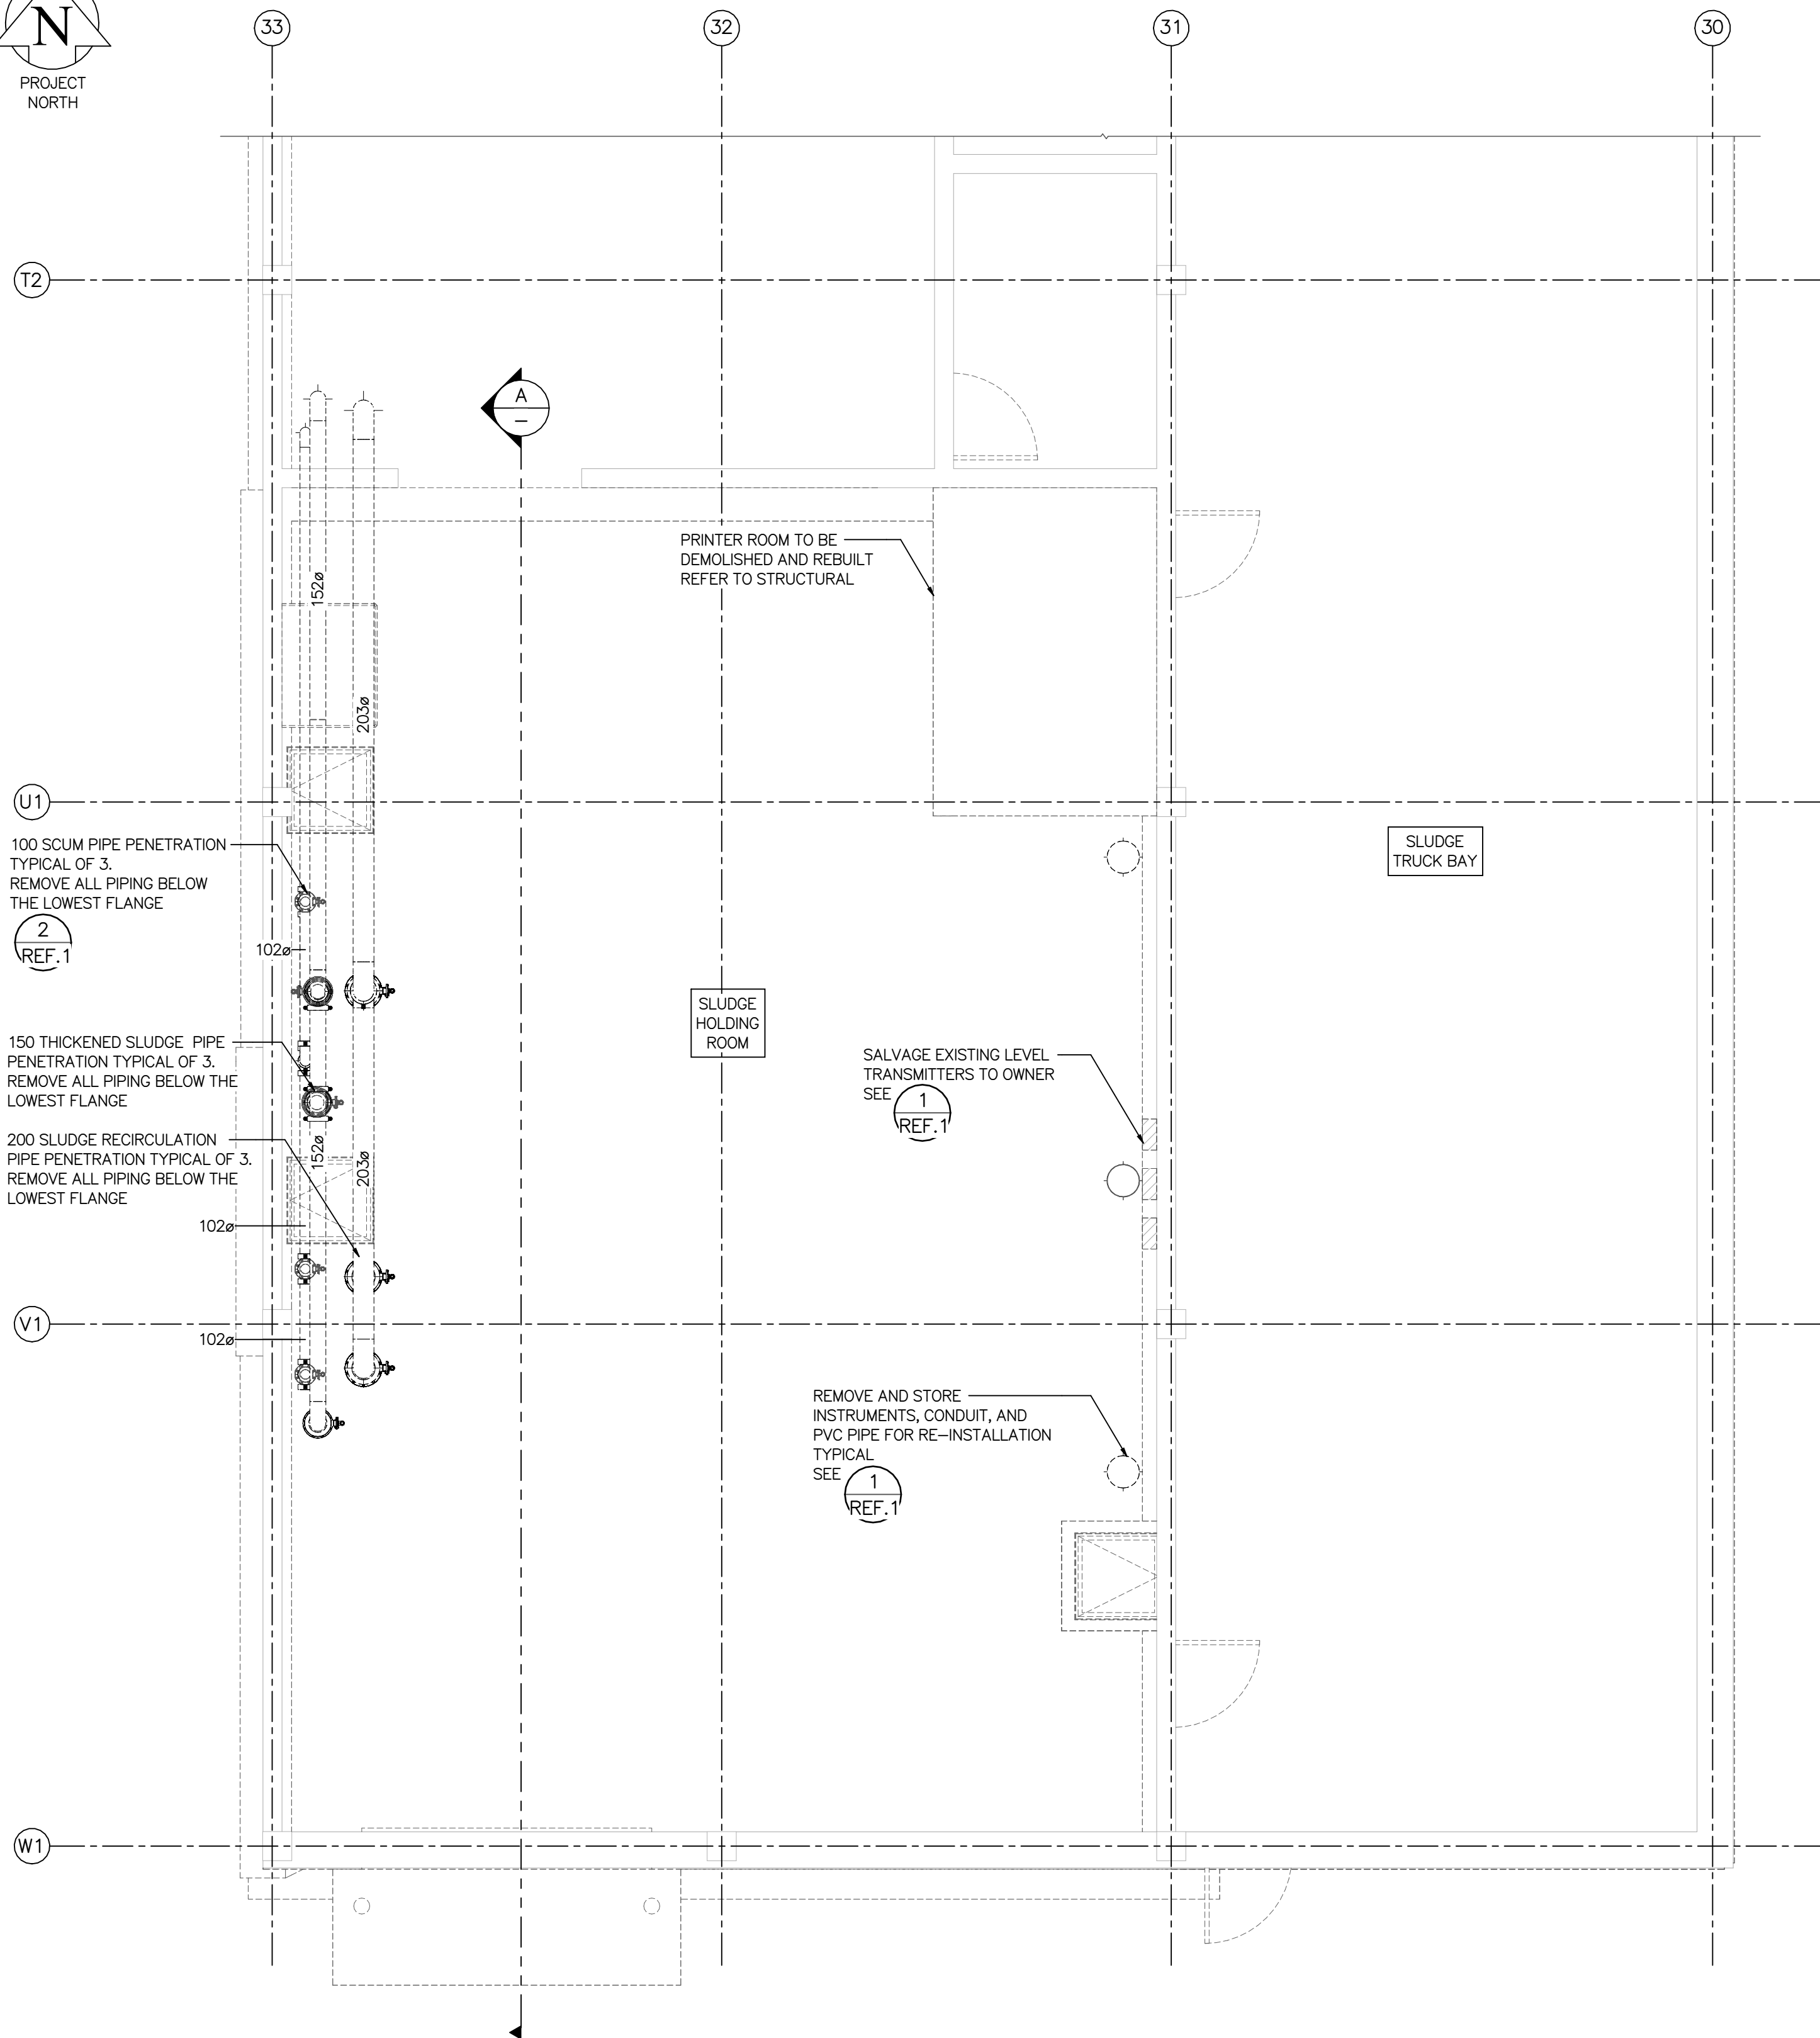 N
PROJECT
NORTH
33
32
31
30
T2
A
–
PRINTER ROOM TO BE
DEMOLISHED AND REBUILT
REFER TO STRUCTURAL
152ø
203ø
U1
100 SCUM PIPE PENETRATION
TYPICAL OF 3.
REMOVE ALL PIPING BELOW
THE LOWEST FLANGE
2
REF.1
102ø
SLUDGE
TRUCK BAY
SLUDGE
HOLDING
ROOM
150 THICKENED SLUDGE PIPE
PENETRATION TYPICAL OF 3.
REMOVE ALL PIPING BELOW THE
LOWEST FLANGE
SALVAGE EXISTING LEVEL
TRANSMITTERS TO OWNER
SEE
1
REF.1
200 SLUDGE RECIRCULATION
PIPE PENETRATION TYPICAL OF 3.
REMOVE ALL PIPING BELOW THE
LOWEST FLANGE
152ø
203ø
102ø
V1
102ø
REMOVE AND STORE
INSTRUMENTS, CONDUIT, AND
PVC PIPE FOR RE–INSTALLATION
TYPICAL
SEE
1
REF.1
W1